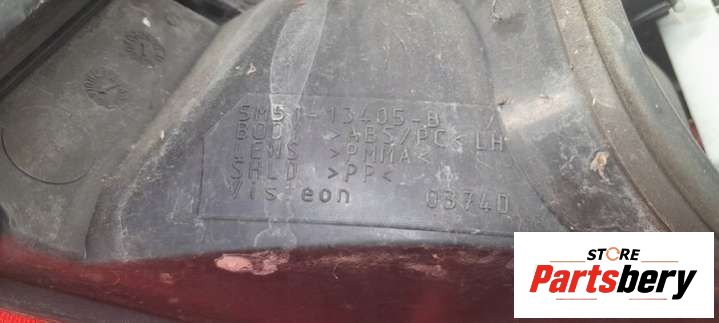 5M51-13405-B
BODY >ABS/PC< LH
LENS >PMMA<
SHLD >PP<
Visteon 0374D
STORE
Partsbery